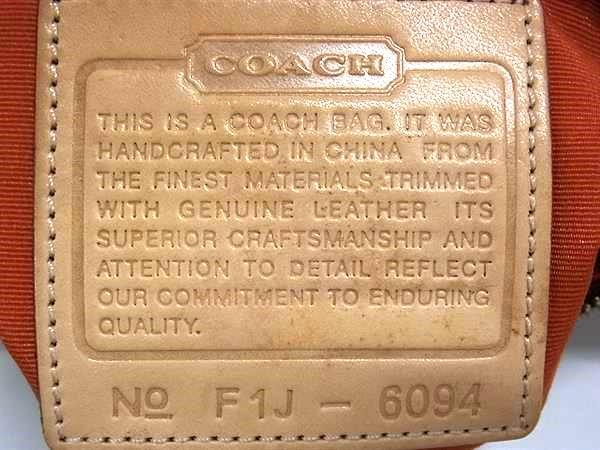 COACH
THIS IS A COACH BAG. IT WAS
HANDCRAFTED IN CHINA FROM
THE FINEST MATERIALS TRIMMED
WITH GENUINE LEATHER ITS
SUPERIOR CRAFTSMANSHIP AND
ATTENTION TO DETAIL REFLECT
OUR COMMITMENT TO ENDURING
QUALITY.
No F1J - 6094